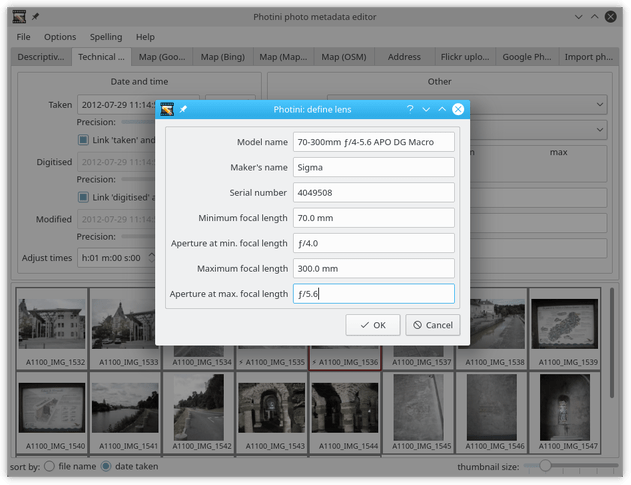 Photini photo metadata editor
File Options Spelling Help
Descriptiv... Technical ... Map (Goo... Map (Bing) Map (Map... Map (OSM) Address Flickr uplo... Google Ph... Import ph...
Date and time Other
Taken 2012-07-29 11:14:
Precision:
Link 'taken' and
Digitised 2012-07-29 11:14:
Precision:
Link 'digitised' a
Modified 2012-07-29 11:14:
Precision:
Adjust times h:01 m:00 s:00
max
Photini: define lens
Model name 70-300mm ƒ/4-5.6 APO DG Macro
Maker's name Sigma
Serial number 4049508
Minimum focal length 70.0 mm
Aperture at min. focal length ƒ/4.0
Maximum focal length 300.0 mm
Aperture at max. focal length ƒ/5.6
OK Cancel
A1100_IMG_1532 A1100_IMG_1533 A1100_IMG_1534 A1100_IMG_1535 A1100_IMG_1536 A1100_IMG_1537 A1100_IMG_1538 A1100_IMG_1539
A1100_IMG_1540 A1100_IMG_1541 A1100_IMG_1542 A1100_IMG_1543 A1100_IMG_1544 A1100_IMG_1545 A1100_IMG_1546 A1100_IMG_1547
sort by: file name date taken thumbnail size: